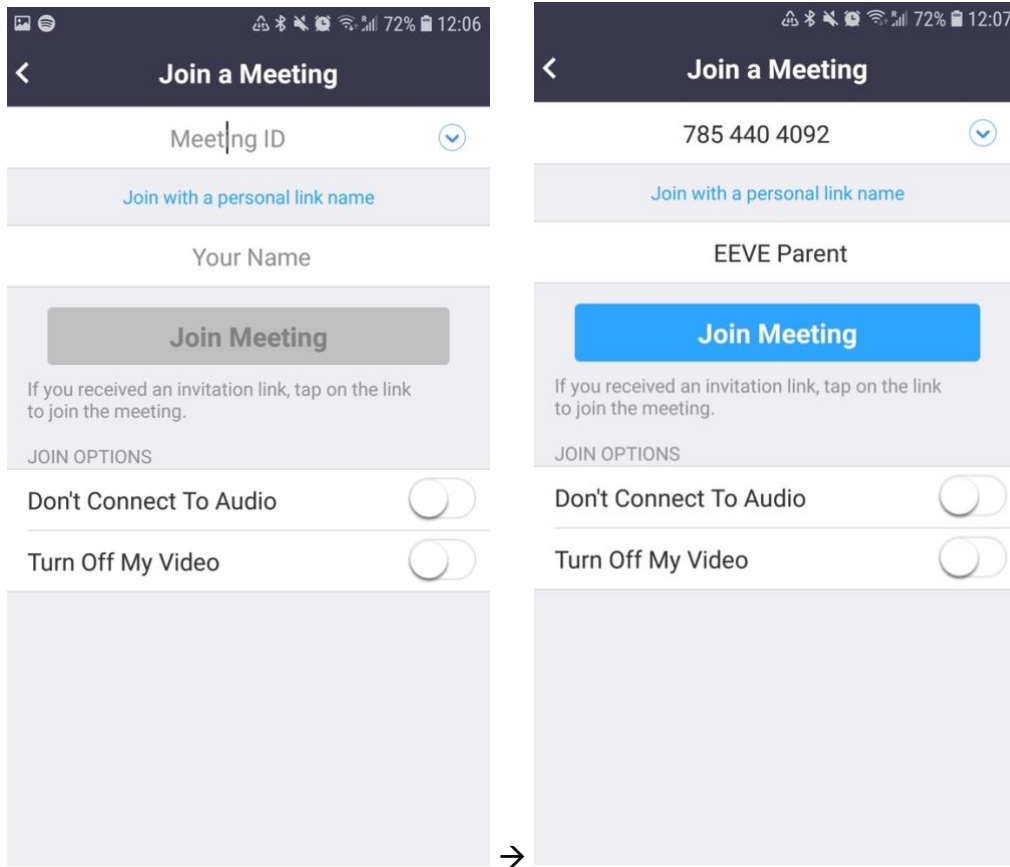 72% 12:06
Join a Meeting
Meeting ID
Join with a personal link name
Your Name
Join Meeting
If you received an invitation link, tap on the link
to join the meeting.
JOIN OPTIONS
Don't Connect To Audio
Turn Off My Video
→
72% 12:07
Join a Meeting
785 440 4092
Join with a personal link name
EEVE Parent
Join Meeting
If you received an invitation link, tap on the link
to join the meeting.
JOIN OPTIONS
Don't Connect To Audio
Turn Off My Video